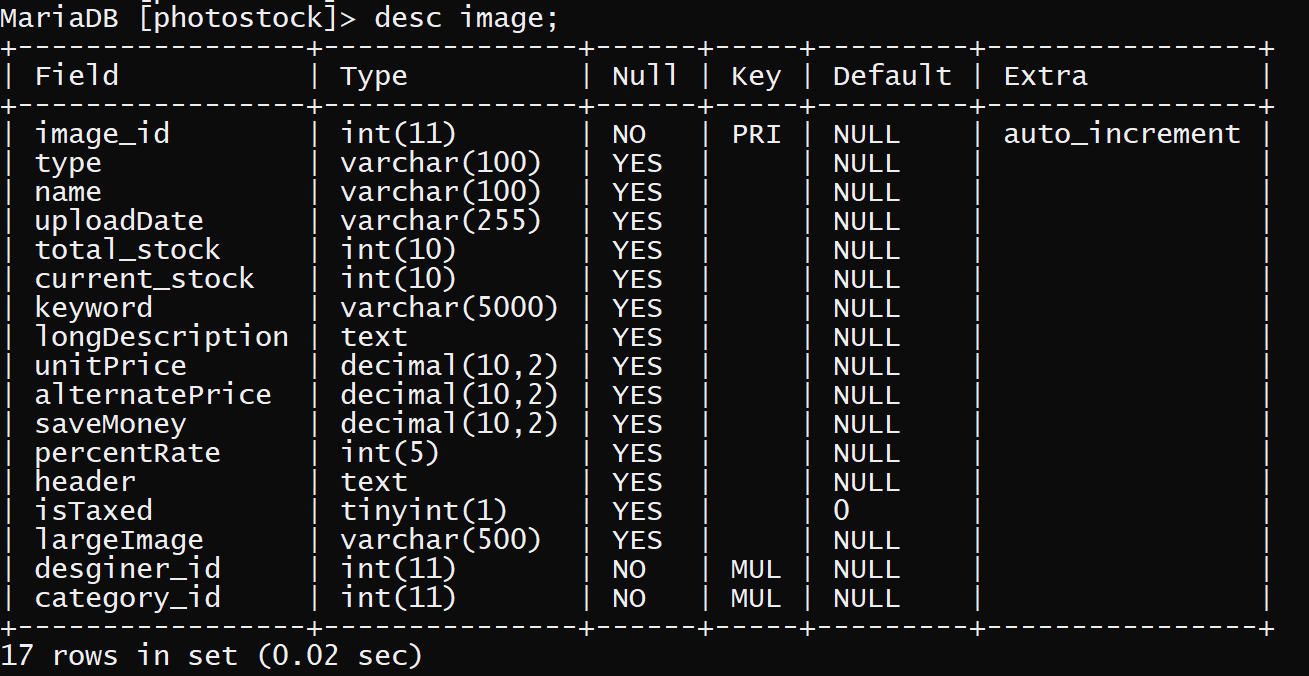 MariaDB [photostock]> desc image;
+-----------------+---------------+------+-----+---------+----------------+
| Field           | Type          | Null | Key | Default | Extra          |
+-----------------+---------------+------+-----+---------+----------------+
| image_id        | int(11)       | NO   | PRI | NULL    | auto_increment |
| type            | varchar(100)  | YES  |     | NULL    |                |
| name            | varchar(100)  | YES  |     | NULL    |                |
| uploadDate      | varchar(255)  | YES  |     | NULL    |                |
| total_stock     | int(10)       | YES  |     | NULL    |                |
| current_stock   | int(10)       | YES  |     | NULL    |                |
| keyword         | varchar(5000) | YES  |     | NULL    |                |
| longDescription | text          | YES  |     | NULL    |                |
| unitPrice       | decimal(10,2) | YES  |     | NULL    |                |
| alternatePrice  | decimal(10,2) | YES  |     | NULL    |                |
| saveMoney       | decimal(10,2) | YES  |     | NULL    |                |
| percentRate     | int(5)        | YES  |     | NULL    |                |
| header          | text          | YES  |     | NULL    |                |
| isTaxed         | tinyint(1)    | YES  |     | 0       |                |
| largeImage      | varchar(500)  | YES  |     | NULL    |                |
| desginer_id     | int(11)       | NO   | MUL | NULL    |                |
| category_id     | int(11)       | NO   | MUL | NULL    |                |
+-----------------+---------------+------+-----+---------+----------------+
17 rows in set (0.02 sec)